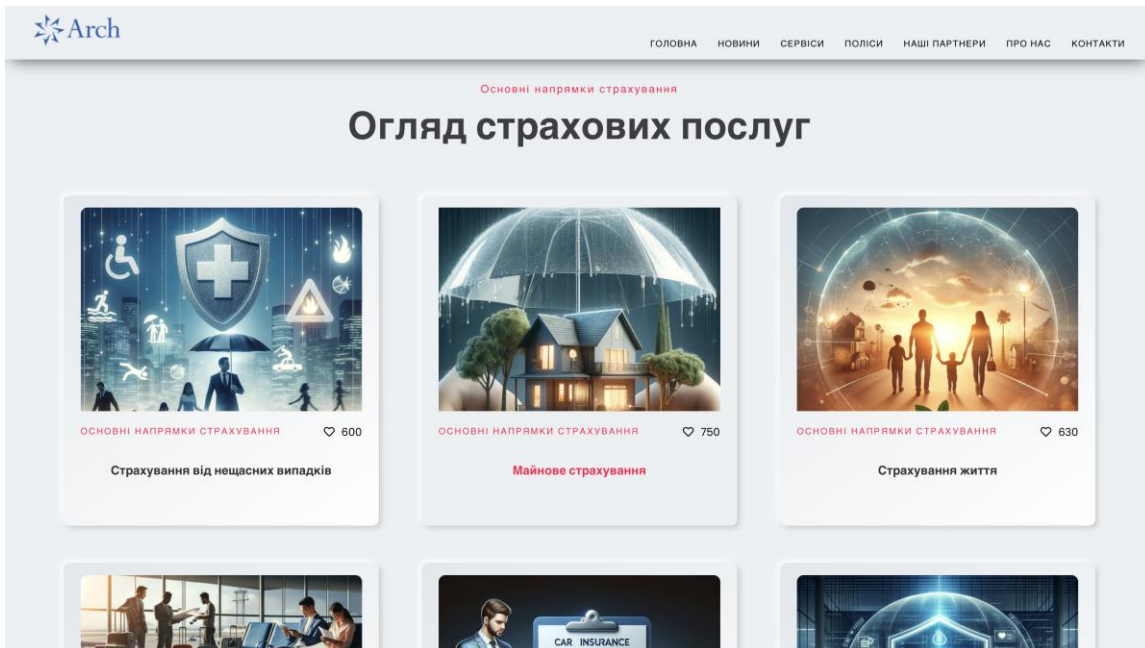 Arch
ГОЛОВНА НОВИНИ СЕРВІСИ ПОЛІСИ НАШІ ПАРТНЕРИ ПРО НАС КОНТАКТИ
Основні напрямки страхування
Огляд страхових послуг
ОСНОВНІ НАПРЯМКИ СТРАХУВАННЯ 600
Страхування від нещасних випадків
ОСНОВНІ НАПРЯМКИ СТРАХУВАННЯ 750
Майнове страхування
ОСНОВНІ НАПРЯМКИ СТРАХУВАННЯ 630
Страхування життя
CAR INSURANCE